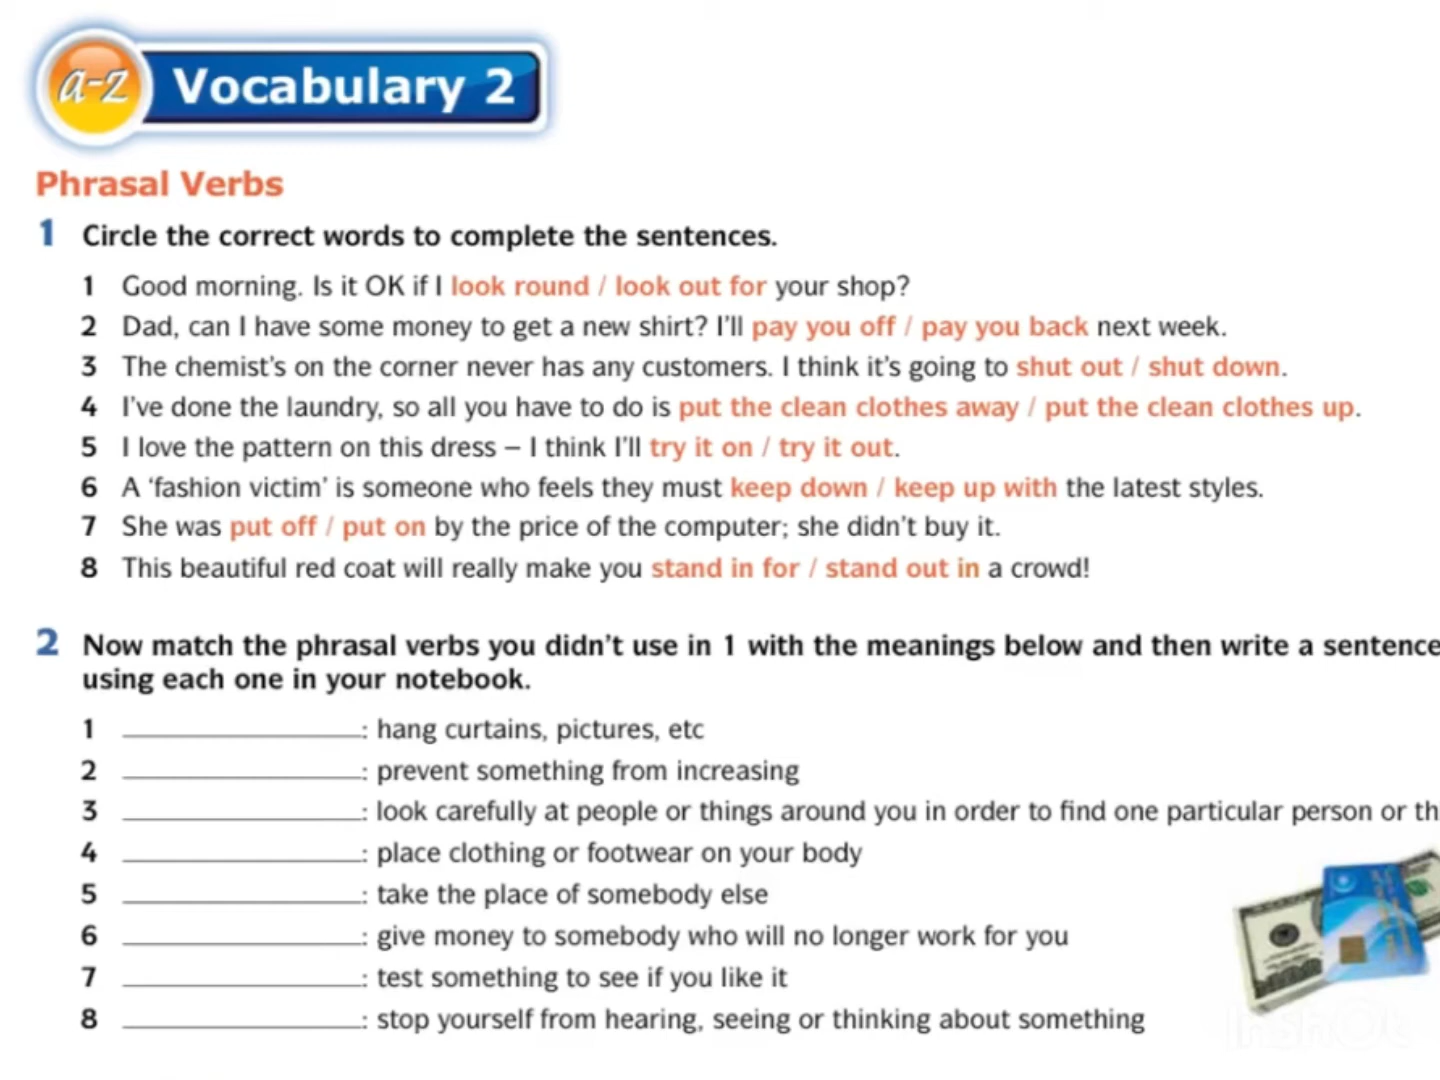 a-z Vocabulary 2
Phrasal Verbs
1 Circle the correct words to complete the sentences.
1 Good morning. Is it OK if I look round / look out for your shop?
2 Dad, can I have some money to get a new shirt? I'll pay you off / pay you back next week.
3 The chemist's on the corner never has any customers. I think it's going to shut out / shut down.
4 I've done the laundry, so all you have to do is put the clean clothes away / put the clean clothes up.
5 I love the pattern on this dress – I think I'll try it on / try it out.
6 A 'fashion victim' is someone who feels they must keep down / keep up with the latest styles.
7 She was put off / put on by the price of the computer; she didn't buy it.
8 This beautiful red coat will really make you stand in for / stand out in a crowd!
2 Now match the phrasal verbs you didn't use in 1 with the meanings below and then write a sentence
using each one in your notebook.
1 ____________________: hang curtains, pictures, etc
2 ____________________: prevent something from increasing
3 ____________________: look carefully at people or things around you in order to find one particular person or th
4 ____________________: place clothing or footwear on your body
5 ____________________: take the place of somebody else
6 ____________________: give money to somebody who will no longer work for you
7 ____________________: test something to see if you like it
8 ____________________: stop yourself from hearing, seeing or thinking about something
InShOt